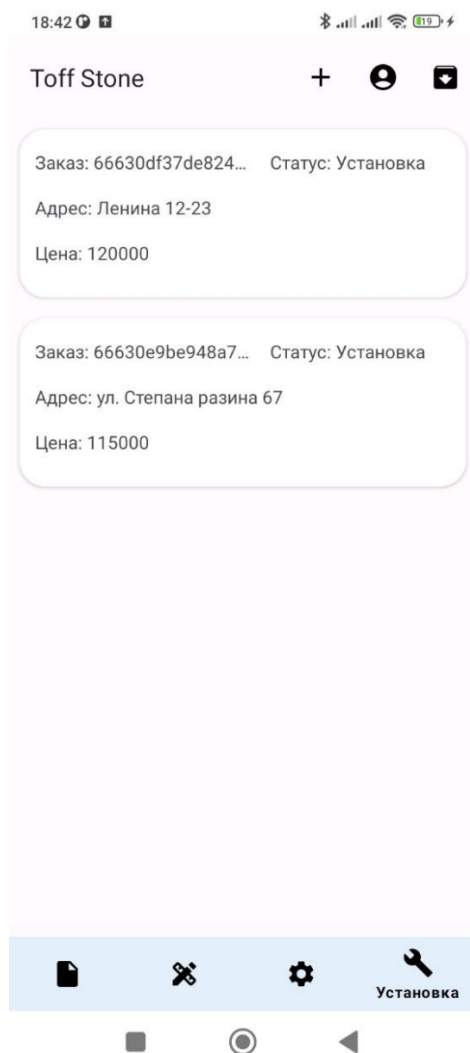 18:42 19
Toff Stone
Заказ: 66630df37de824... Статус: Установка
Адрес: Ленина 12-23
Цена: 120000
Заказ: 66630e9be948a7... Статус: Установка
Адрес: ул. Степана разина 67
Цена: 115000
Установка